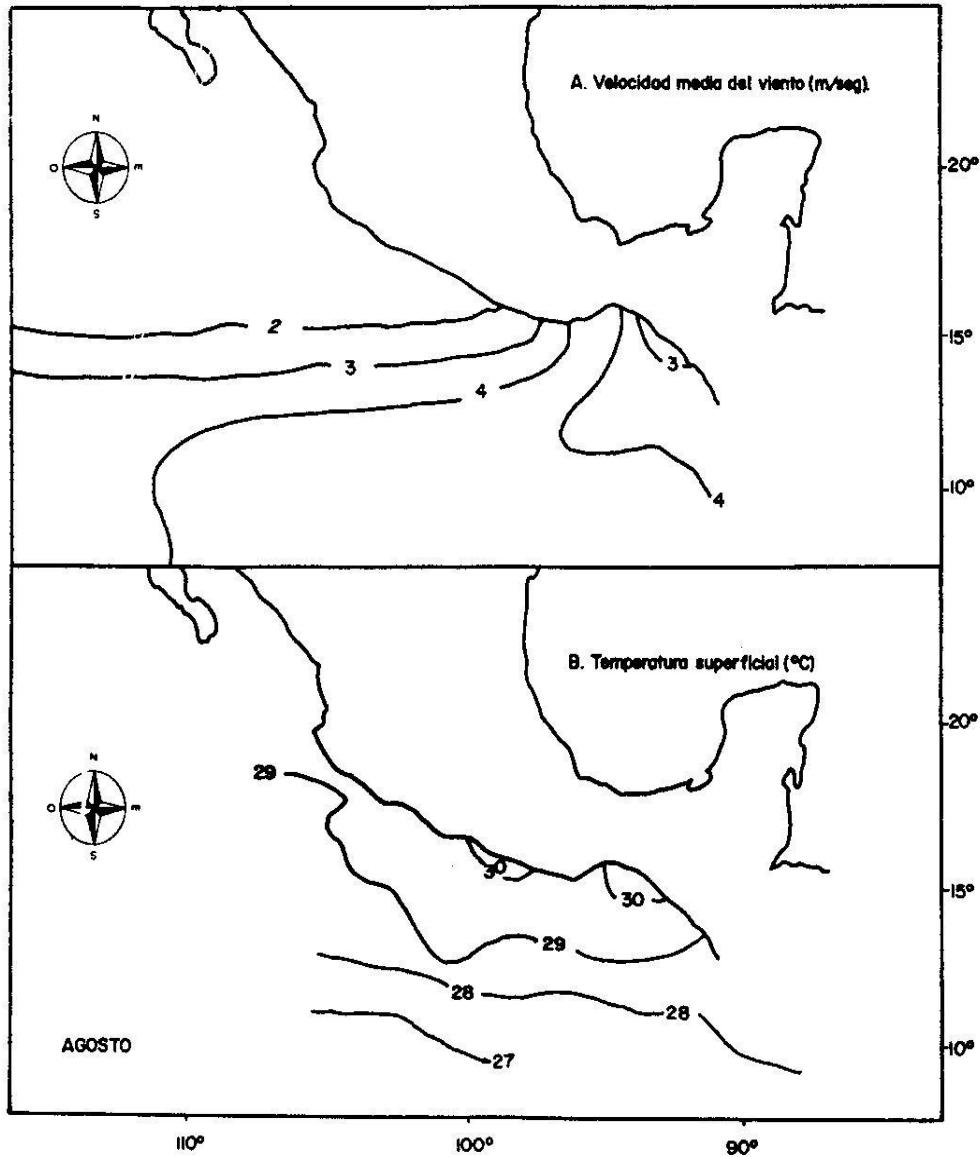 A. Velocidad media del viento (m/seg).
N
O
m
S
20°
2
15°
3
3
4
10°
4
B. Temperatura superficial (°C)
20°
29
N
O
m
S
30
15°
30
29
28
28
AGOSTO
27
10°
110°
100°
90°